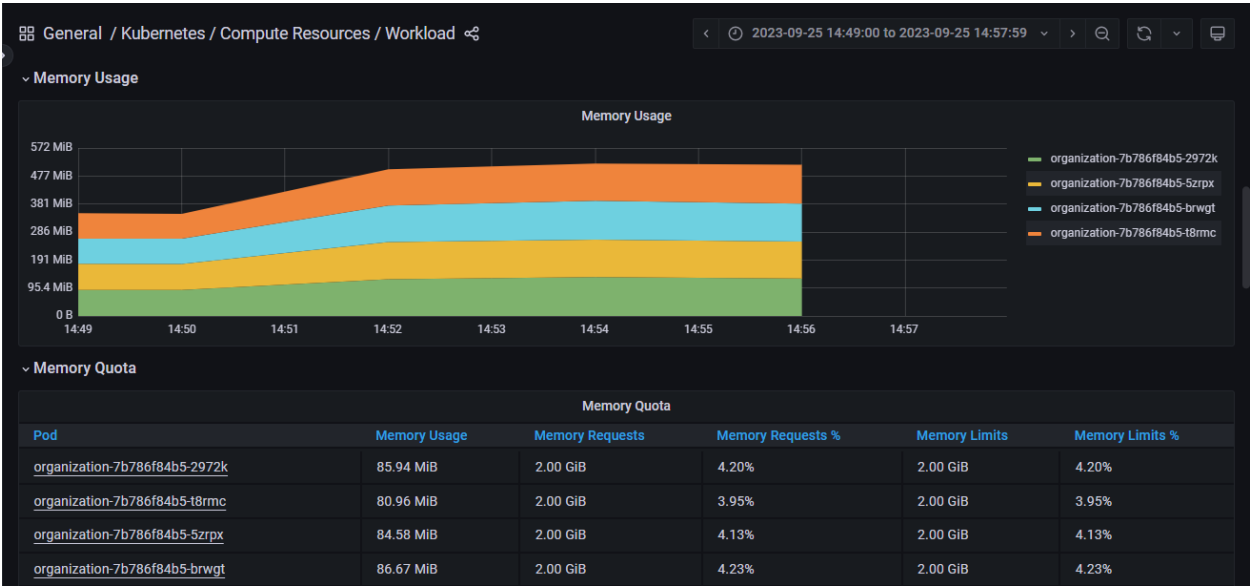 General / Kubernetes / Compute Resources / Workload
2023-09-25 14:49:00 to 2023-09-25 14:57:59
Memory Usage
Memory Usage
572 MiB
477 MiB
381 MiB
286 MiB
191 MiB
95.4 MiB
0 B
14:49 14:50 14:51 14:52 14:53 14:54 14:55 14:56 14:57
organization-7b786f84b5-2972k
organization-7b786f84b5-5zrpx
organization-7b786f84b5-brwgt
organization-7b786f84b5-t8rmc
Memory Quota
Memory Quota
Pod Memory Usage Memory Requests Memory Requests % Memory Limits Memory Limits %
organization-7b786f84b5-2972k 85.94 MiB 2.00 GiB 4.20% 2.00 GiB 4.20%
organization-7b786f84b5-t8rmc 80.96 MiB 2.00 GiB 3.95% 2.00 GiB 3.95%
organization-7b786f84b5-5zrpx 84.58 MiB 2.00 GiB 4.13% 2.00 GiB 4.13%
organization-7b786f84b5-brwgt 86.67 MiB 2.00 GiB 4.23% 2.00 GiB 4.23%